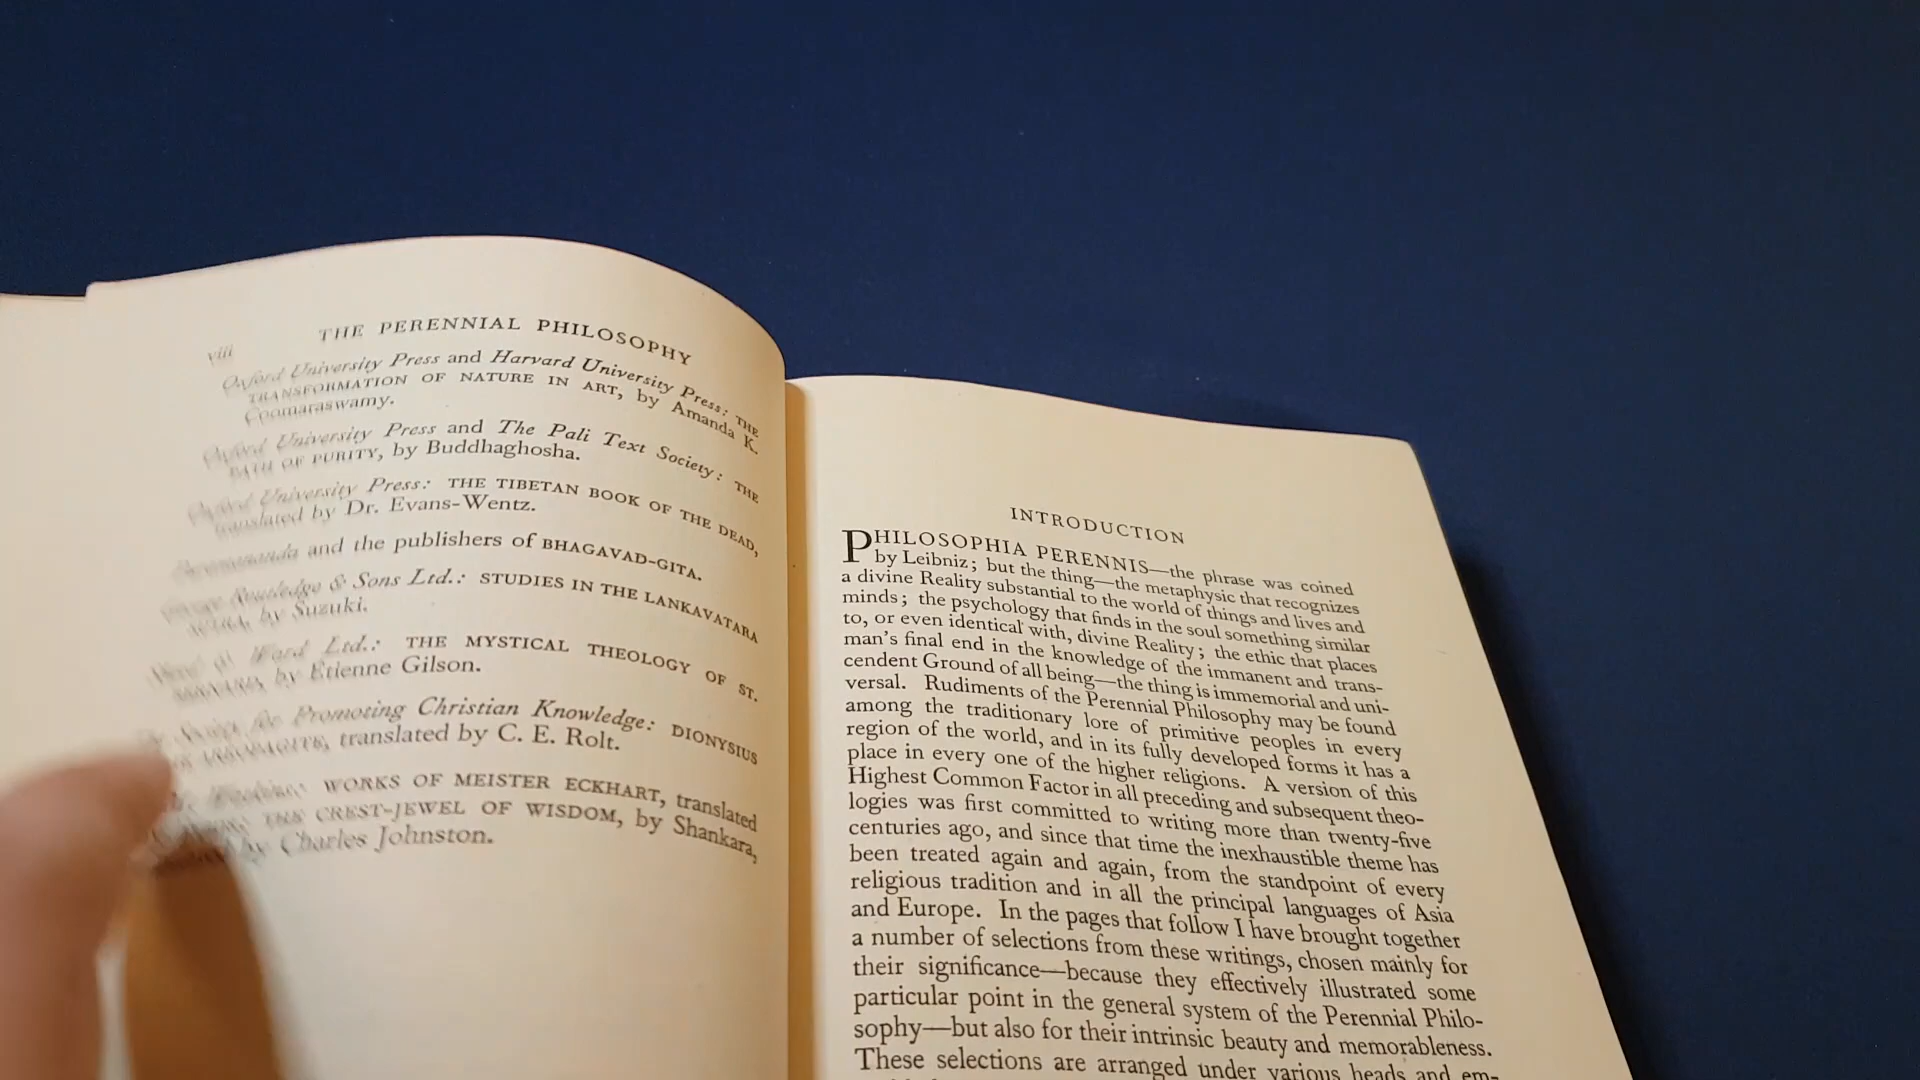 viii THE PERENNIAL PHILOSOPHY
Oxford University Press and Harvard University Press: THE
TRANSFORMATION OF NATURE IN ART, by Amanda K.
Coomaraswamy.
Oxford University Press and The Pali Text Society: THE
PATH OF PURITY, by Buddhaghosha.
Oxford University Press: THE TIBETAN BOOK OF THE DEAD,
translated by Dr. Evans-Wentz.
and the publishers of BHAGAVAD-GITA.
Routledge & Sons Ltd.: STUDIES IN THE LANKAVATARA
by Suzuki.
Ward Ltd.: THE MYSTICAL THEOLOGY OF ST.
by Etienne Gilson.
for Promoting Christian Knowledge: DIONYSIUS
translated by C. E. Rolt.
WORKS OF MEISTER ECKHART, translated
THE CREST-JEWEL OF WISDOM, by Shankara,
by Charles Johnston.
INTRODUCTION
PHILOSOPHIA PERENNIS—the phrase was coined
by Leibniz; but the thing—the metaphysic that recognizes
a divine Reality substantial to the world of things and lives and
minds; the psychology that finds in the soul something similar
to, or even identical with, divine Reality; the ethic that places
man's final end in the knowledge of the immanent and trans-
cendent Ground of all being—the thing is immemorial and uni-
versal. Rudiments of the Perennial Philosophy may be found
among the traditionary lore of primitive peoples in every
region of the world, and in its fully developed forms it has a
place in every one of the higher religions. A version of this
Highest Common Factor in all preceding and subsequent theo-
logies was first committed to writing more than twenty-five
centuries ago, and since that time the inexhaustible theme has
been treated again and again, from the standpoint of every
religious tradition and in all the principal languages of Asia
and Europe. In the pages that follow I have brought together
a number of selections from these writings, chosen mainly for
their significance—because they effectively illustrated some
particular point in the general system of the Perennial Philo-
sophy—but also for their intrinsic beauty and memorableness.
These selections are arranged under various heads and em-